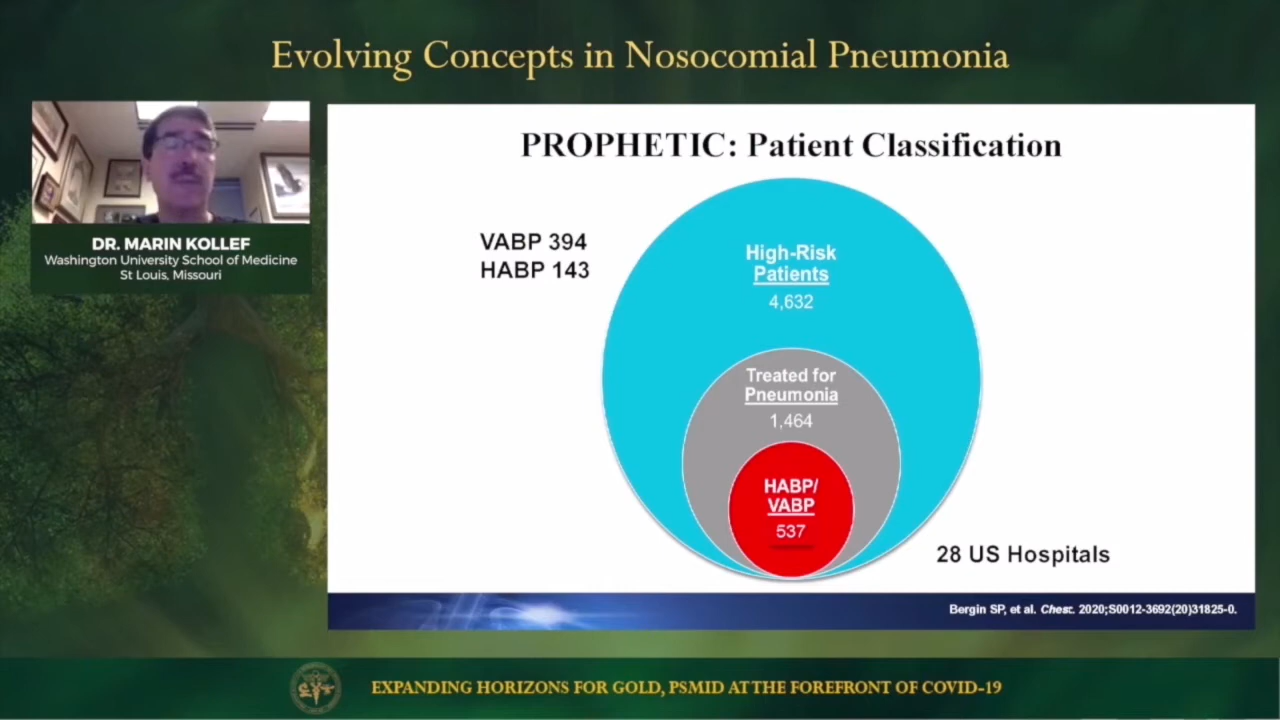 Evolving Concepts in Nosocomial Pneumonia
DR. MARIN KOLLEF
Washington University School of Medicine
St Louis, Missouri
PROPHETIC: Patient Classification
VABP 394
HABP 143
High-Risk
Patients
4,632
Treated for
Pneumonia
1,464
HABP/
VABP
537
28 US Hospitals
Bergin SP, et al. Chest. 2020;S0012-3692(20)31825-0.
EXPANDING HORIZONS FOR GOLD, PSMID AT THE FOREFRONT OF COVID-19